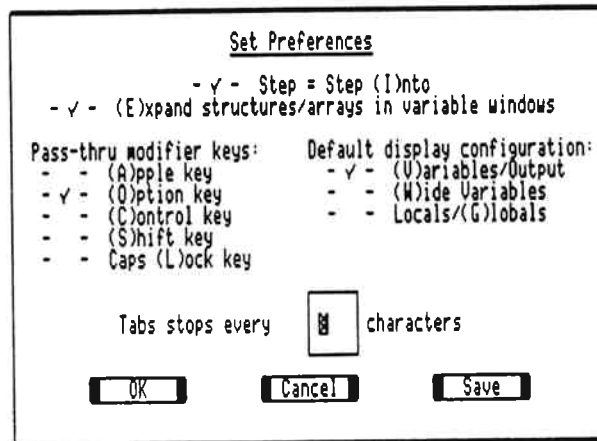 Set Preferences
- ✓ - Step = Step (I)nto
- ✓ - (E)xpand structures/arrays in variable windows
Pass-thru modifier keys: Default display configuration:
- - (A)pple key - ✓ - (V)ariables/Output
- ✓ - (O)ption key - - (W)ide Variables
- - (C)ontrol key - - Locals/(G)lobals
- - (S)hift key
- - Caps (L)ock key
Tabs stops every characters
OK Cancel Save